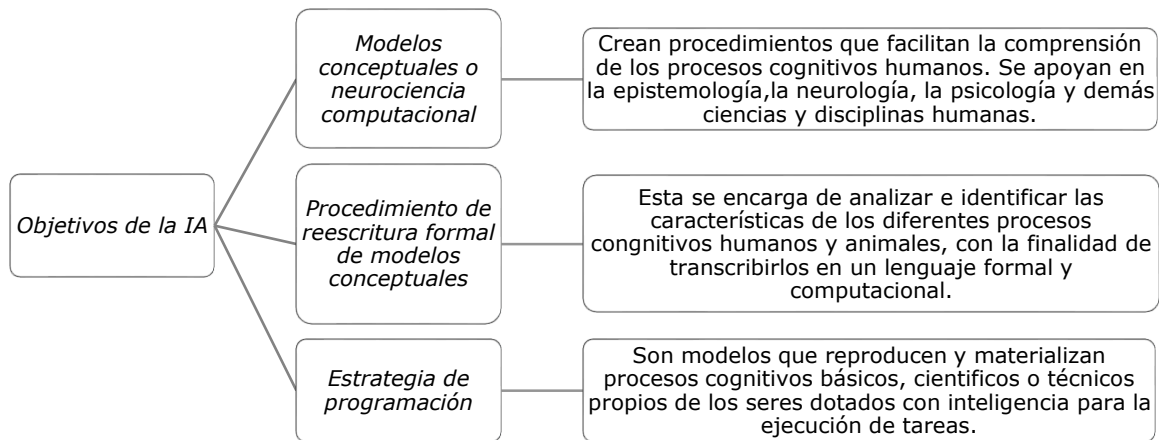 Modelos
conceptuales o
neurociencia
computacional
Crean procedimientos que facilitan la comprensión
de los procesos cognitivos humanos. Se apoyan en
la epistemología,la neurología, la psicología y demás
ciencias y disciplinas humanas.
Objetivos de la IA
Procedimiento de
reescritura formal
de modelos
conceptuales
Esta se encarga de analizar e identificar las
características de los diferentes procesos
congnitivos humanos y animales, con la finalidad de
transcribirlos en un lenguaje formal y
computacional.
Estrategia de
programación
Son modelos que reproducen y materializan
procesos cognitivos básicos, cientificos o técnicos
propios de los seres dotados con inteligencia para la
ejecución de tareas.